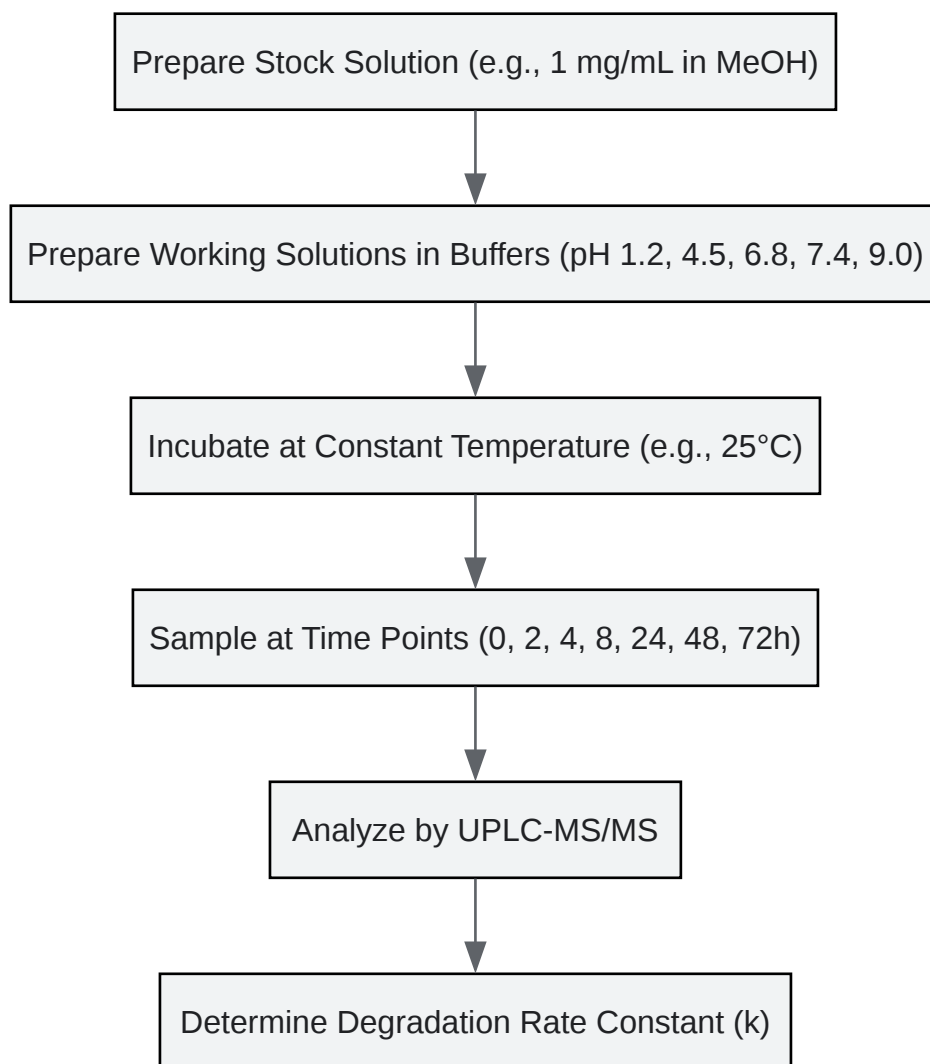 Prepare Stock Solution (e.g., 1 mg/mL in MeOH)
Prepare Working Solutions in Buffers (pH 1.2, 4.5, 6.8, 7.4, 9.0)
Incubate at Constant Temperature (e.g., 25°C)
Sample at Time Points (0, 2, 4, 8, 24, 48, 72h)
Analyze by UPLC-MS/MS
Determine Degradation Rate Constant (k)